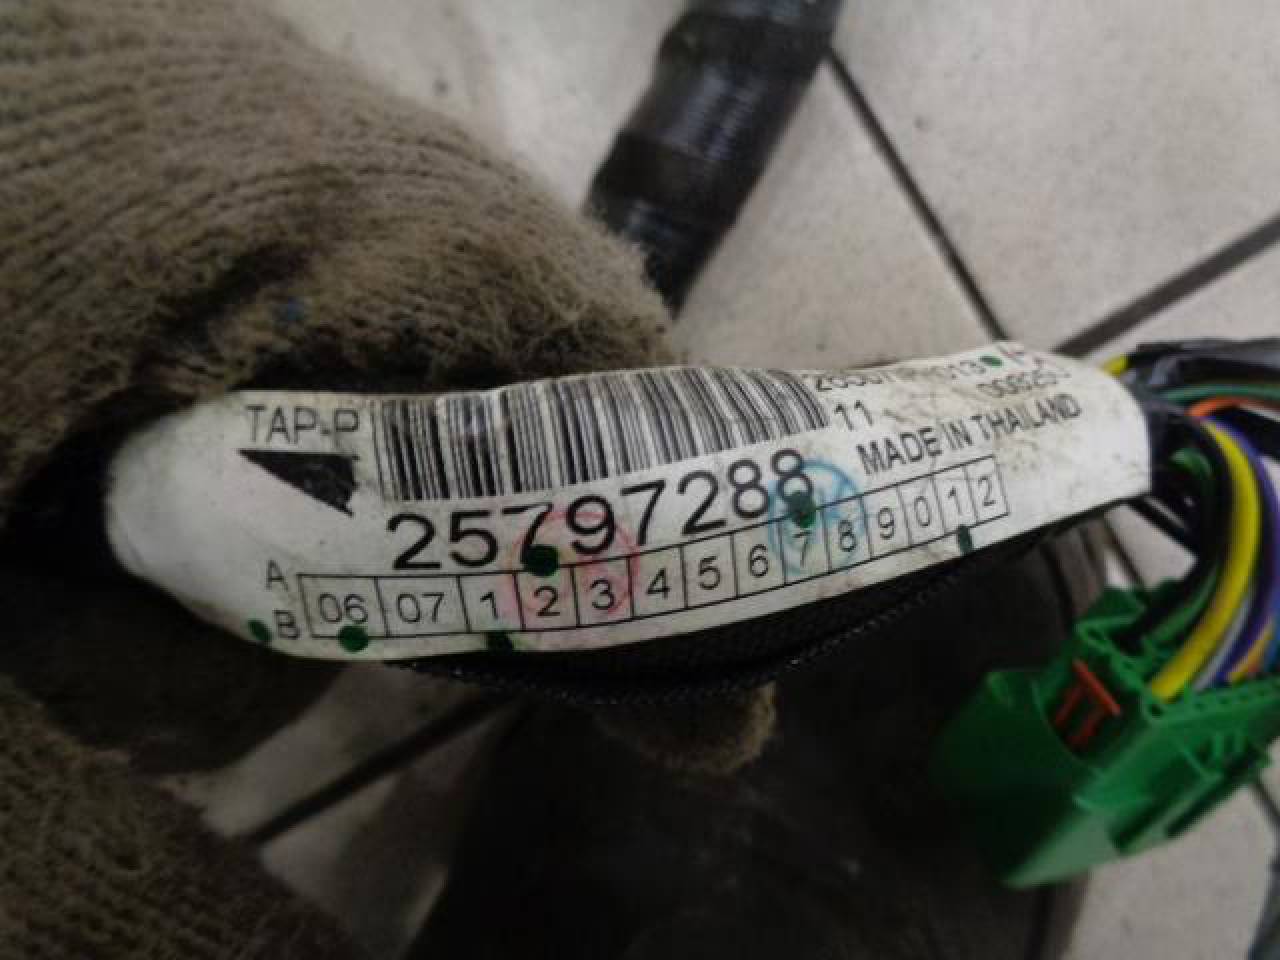 TAP-P
11
MADE IN THAILAND
25797288
A
B 06 07 1 2 3 4 5 6 7 8 9 0 1 2